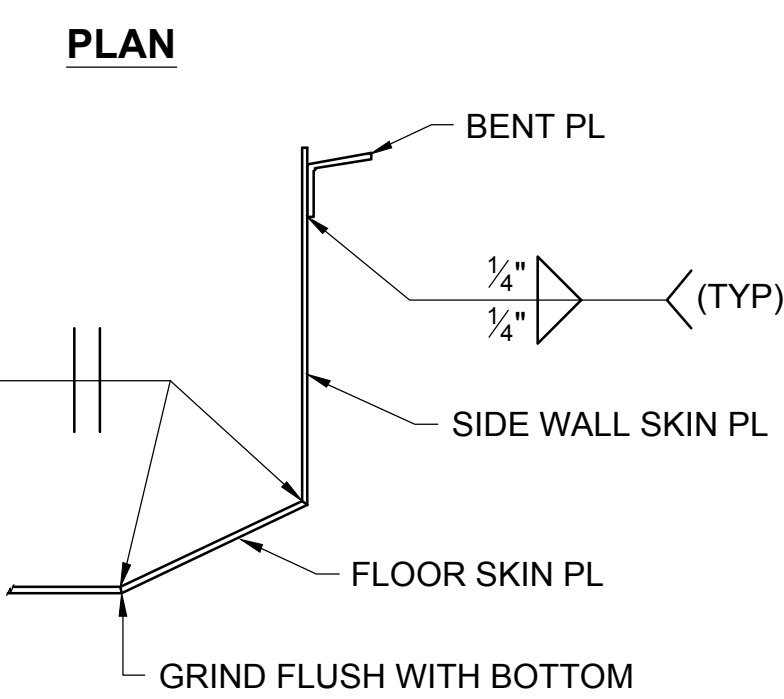 PLAN
BENT PL
1/4"
1/4"
(TYP)
SIDE WALL SKIN PL
FLOOR SKIN PL
GRIND FLUSH WITH BOTTOM